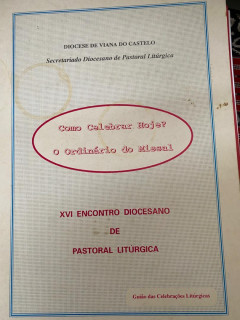 DIOCESE DE VIANA DO CASTELO
Secretariado Diocesano de Pastoral Litúrgica
Como Celebrar Hoje?
O Ordinário do Missal
XVI ENCONTRO DIOCESANO
DE
PASTORAL LITÚRGICA
Guião das Celebrações Litúrgicas